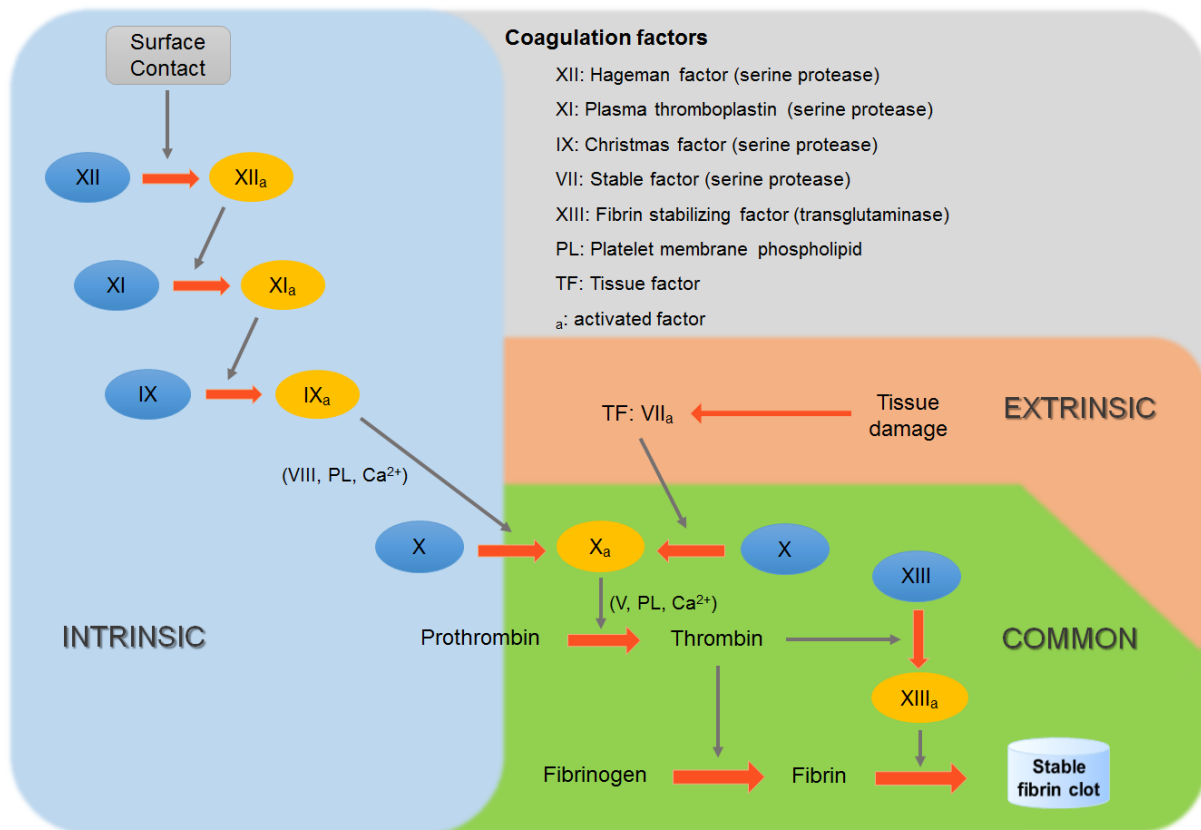 Surface
Contact
Coagulation factors
XII: Hageman factor (serine protease)
XI: Plasma thromboplastin (serine protease)
IX: Christmas factor (serine protease)
VII: Stable factor (serine protease)
XIII: Fibrin stabilizing factor (transglutaminase)
PL: Platelet membrane phospholipid
TF: Tissue factor
ₐ: activated factor
XII
XIIₐ
XI
XIₐ
IX
IXₐ
(VIII, PL, Ca²⁺)
TF: VIIₐ
Tissue
damage
EXTRINSIC
X
Xₐ
X
XIII
(V, PL, Ca²⁺)
INTRINSIC
Prothrombin
Thrombin
COMMON
XIIIₐ
Fibrinogen
Fibrin
Stable
fibrin clot